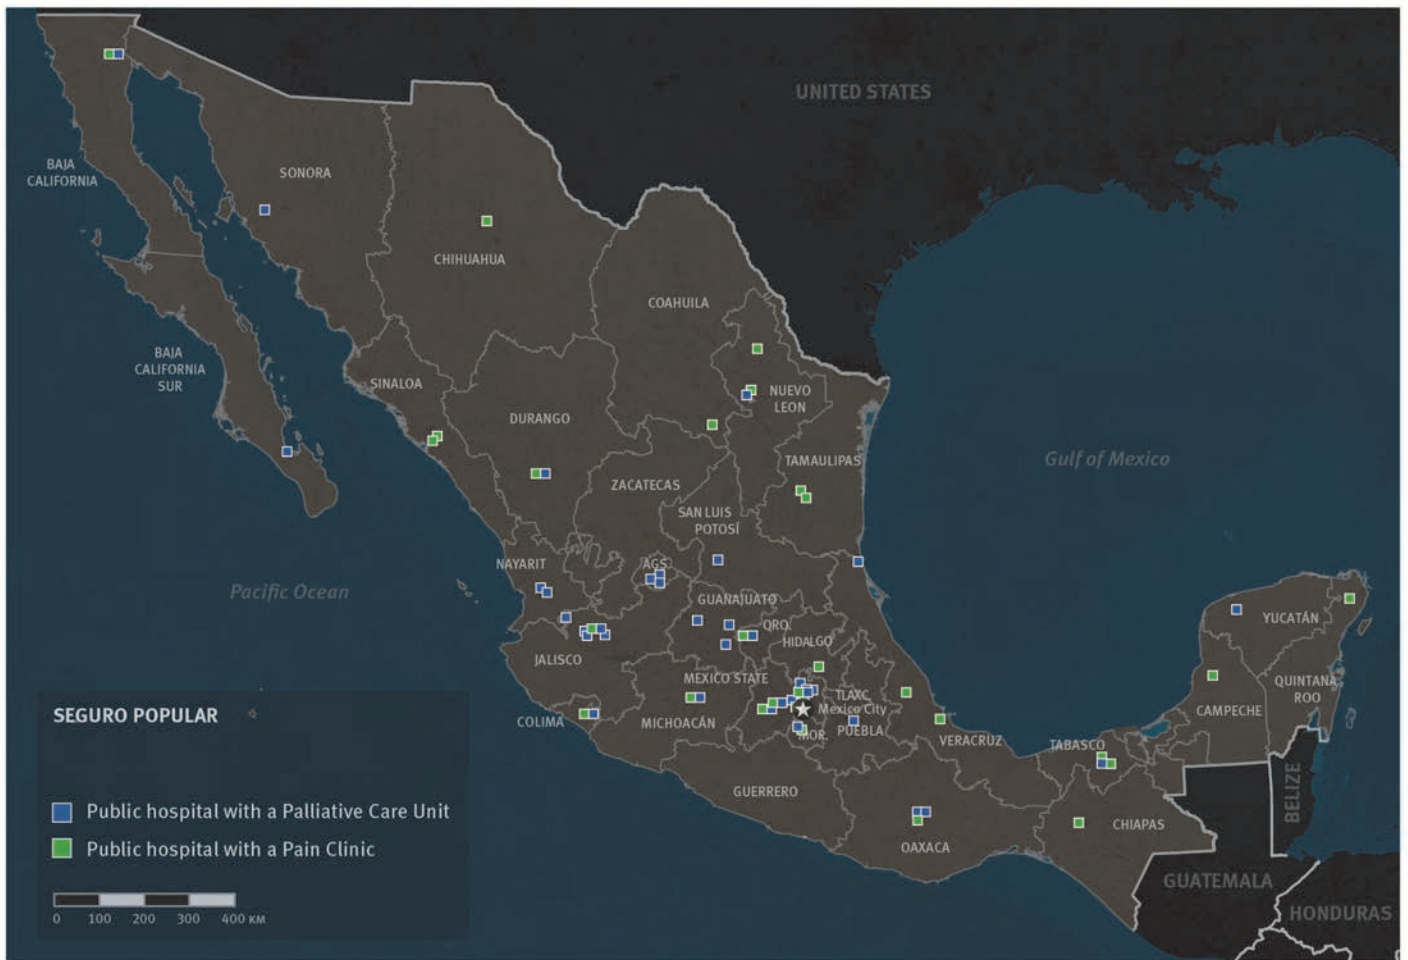 UNITED STATES
BAJA
CALIFORNIA
SONORA
CHIHUAHUA
COAHUILA
BAJA
CALIFORNIA
SUR
SINALOA
NUEVO
LEON
DURANGO
TAMAULIPAS
Gulf of Mexico
ZACATECAS
SAN LUIS
POTOSÍ
NAYARIT
AGS.
Pacific Ocean
GUANAJUATO
QRO.
HIDALGO
YUCATÁN
JALISCO
MEXICO STATE
QUINTANA
ROO
TLAXC.
Mexico City
CAMPECHE
COLIMA
MICHOACÁN
MOR.
PUEBLA
VERACRUZ
TABASCO
GUERRERO
BELIZE
CHIAPAS
OAXACA
GUATEMALA
HONDURAS
SEGURO POPULAR
Public hospital with a Palliative Care Unit
Public hospital with a Pain Clinic
0 100 200 300 400 KM